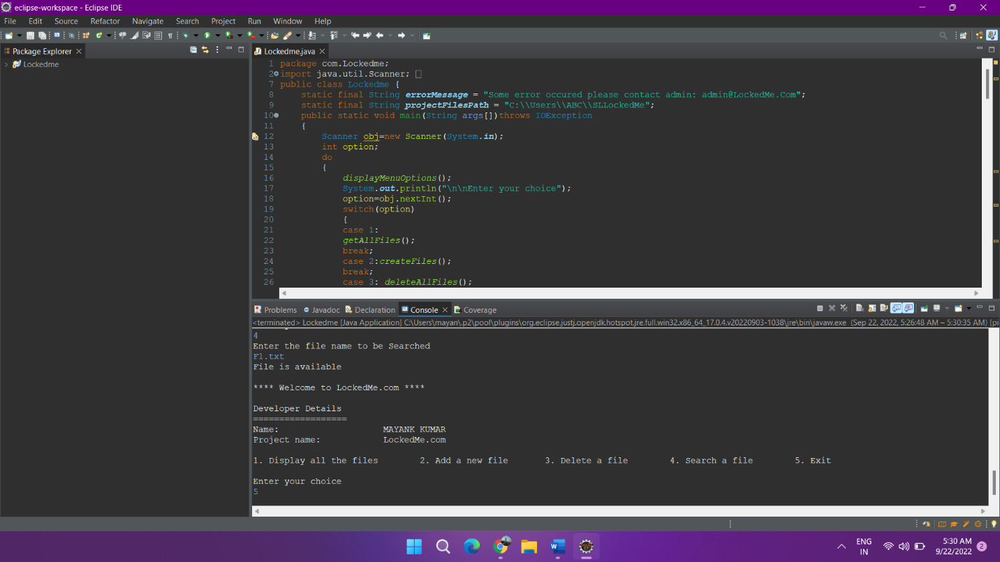 eclipse-workspace - Eclipse IDE
File Edit Source Refactor Navigate Search Project Run Window Help
Package Explorer
Lockedme
Lockedme.java
1 package com.Lockedme;
2 import java.util.Scanner;
7 public class Lockedme {
8 static final String errorMessage = "Some error occured please contact admin: admin@LockedMe.Com";
9 static final String projectFilesPath = "C:\\Users\\ABC\\SLLockedMe";
10 public static void main(String args[])throws IOException
11 {
12 Scanner obj=new Scanner(System.in);
13 int option;
14 do
15 {
16 displayMenuOptions();
17 System.out.println("\n\nEnter your choice");
18 option=obj.nextInt();
19 switch(option)
20 {
21 case 1:
22 getAllFiles();
23 break;
24 case 2:createFiles();
25 break;
26 case 3: deleteAllFiles();
Problems Javadoc Declaration Console Coverage
<terminated> Lockedme [Java Application] C:\Users\mayan\.p2\pool\plugins\org.eclipse.justj.openjdk.hotspot.jre.full.win32.x86_64_17.0.4.v20220903-1038\jre\bin\javaw.exe (Sep 22, 2022, 5:26:48 AM – 5:30:35 AM) [pi
4
Enter the file name to be Searched
F1.txt
File is available
**** Welcome to LockedMe.com ****
Developer Details
==================
Name: MAYANK KUMAR
Project name: LockedMe.com
1. Display all the files 2. Add a new file 3. Delete a file 4. Search a file 5. Exit
Enter your choice
5
ENG
IN
5:30 AM
9/22/2022
2